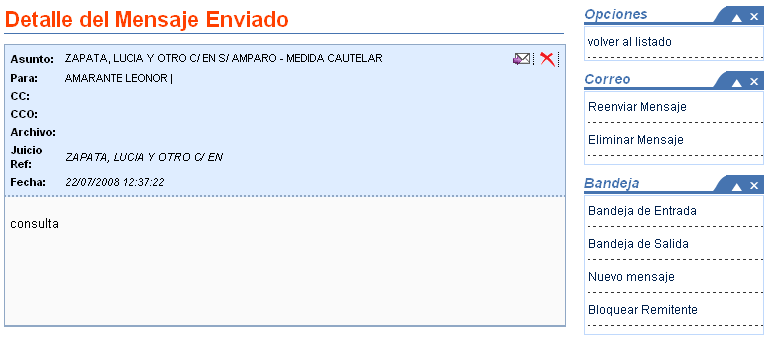 Detalle del Mensaje Enviado
Asunto: ZAPATA, LUCIA Y OTRO C/ EN S/ AMPARO - MEDIDA CAUTELAR
Para: AMARANTE LEONOR |
CC:
CCO:
Archivo:
Juicio Ref: ZAPATA, LUCIA Y OTRO C/ EN
Fecha: 22/07/2008 12:37:22
consulta
Opciones
volver al listado
Correo
Reenviar Mensaje
Eliminar Mensaje
Bandeja
Bandeja de Entrada
Bandeja de Salida
Nuevo mensaje
Bloquear Remitente